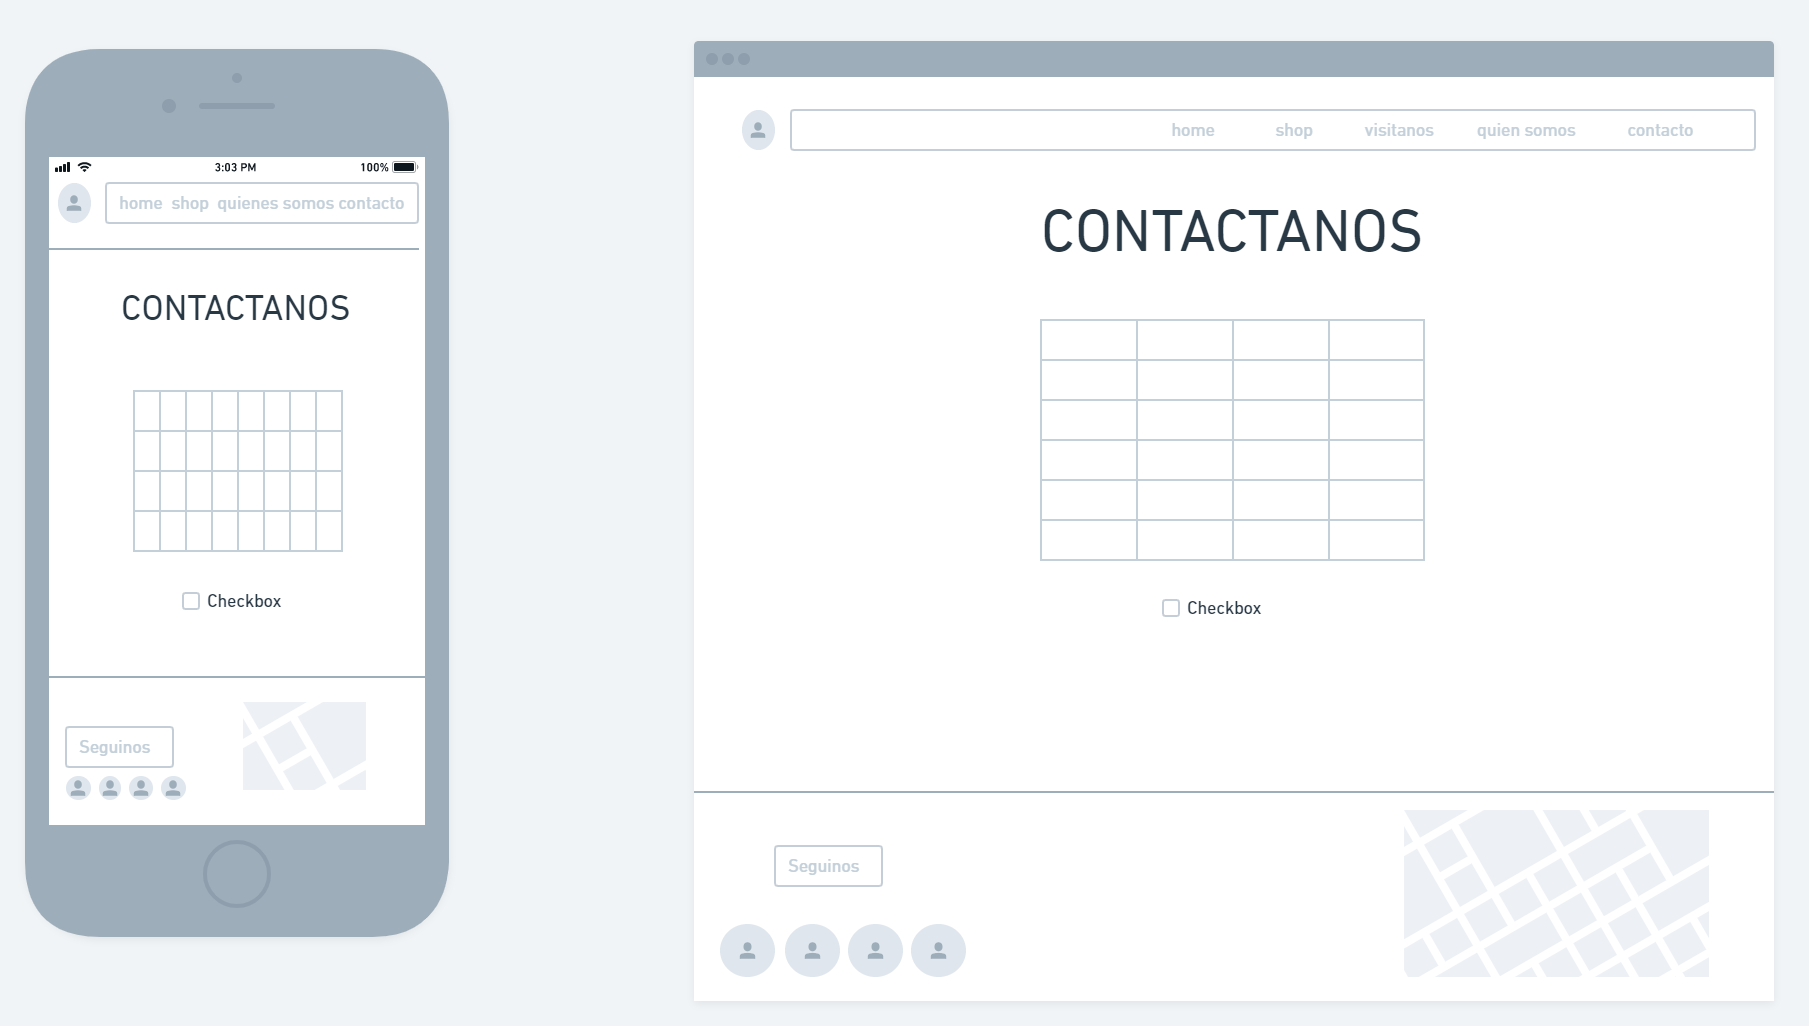 3:03 PM 100%
home shop quienes somos contacto
CONTACTANOS
Checkbox
Seguinos
home shop visitanos quien somos contacto
CONTACTANOS
Checkbox
Seguinos